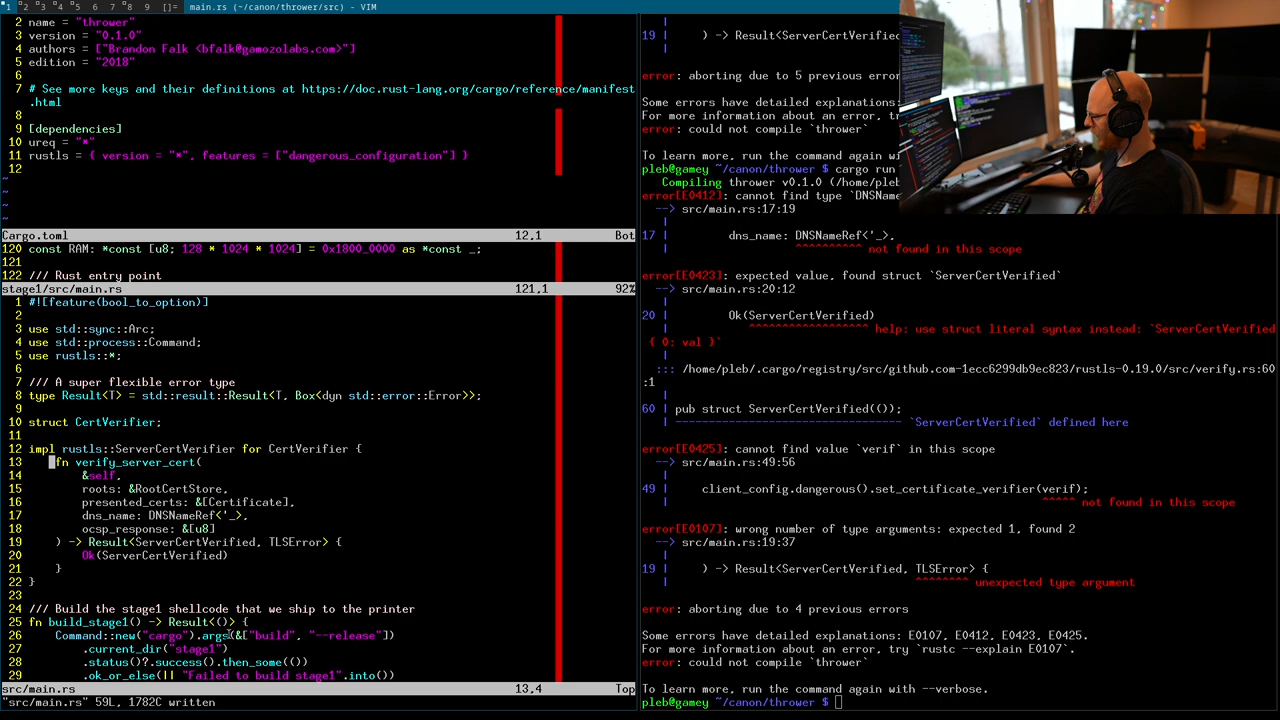 1 2 3 4 5 6 7 8 9 []= main.rs (~/canon/thrower/src) - VIM
2 name = "thrower"
3 version = "0.1.0"
4 authors = ["Brandon Falk <bfalk@gamozolabs.com>"]
5 edition = "2018"
6
7 # See more keys and their definitions at https://doc.rust-lang.org/cargo/reference/manifest
.html
8
9 [dependencies]
10 ureq = "*"
11 rustls = { version = "*", features = ["dangerous_configuration"] }
12
~
~
~
~
Cargo.toml 12,1 Bot
120 const RAM: *const [u8; 128 * 1024 * 1024] = 0x1800_0000 as *const _;
121
122 /// Rust entry point
stage1/src/main.rs 121,1 92%
1 #![feature(bool_to_option)]
2
3 use std::sync::Arc;
4 use std::process::Command;
5 use rustls::*;
6
7 /// A super flexible error type
8 type Result<T> = std::result::Result<T, Box<dyn std::error::Error>>;
9
10 struct CertVerifier;
11
12 impl rustls::ServerCertVerifier for CertVerifier {
13 fn verify_server_cert(
14 &self,
15 roots: &RootCertStore,
16 presented_certs: &[Certificate],
17 dns_name: DNSNameRef<'_>,
18 ocsp_response: &[u8]
19 ) -> Result<ServerCertVerified, TLSError> {
20 Ok(ServerCertVerified)
21 }
22 }
23
24 /// Build the stage1 shellcode that we ship to the printer
25 fn build_stage1() -> Result<()> {
26 Command::new("cargo").args(&["build", "--release"])
27 .current_dir("stage1")
28 .status()?.success().then_some(())
29 .ok_or_else(|| "Failed to build stage1".into())
src/main.rs 13,4 Top
"src/main.rs" 59L, 1782C written
|
19 | ) -> Result<ServerCertVerifie
|
error: aborting due to 5 previous error
Some errors have detailed explanations:
For more information about an error, tr
error: could not compile `thrower`
To learn more, run the command again wi
pleb@gamey ~/canon/thrower $ cargo run
Compiling thrower v0.1.0 (/home/pleb
error[E0412]: cannot find type `DNSName
--> src/main.rs:17:19
|
17 | dns_name: DNSNameRef<'_>,
| ^^^^^^^^^^ not found in this scope
error[E0423]: expected value, found struct `ServerCertVerified`
--> src/main.rs:20:12
|
20 | Ok(ServerCertVerified)
| ^^^^^^^^^^^^^^^^^^ help: use struct literal syntax instead: `ServerCertVerified
{ 0: val }`
|
::: /home/pleb/.cargo/registry/src/github.com-1ecc6299db9ec823/rustls-0.19.0/src/verify.rs:60
:1
|
60 | pub struct ServerCertVerified(());
| ---------------------------------- `ServerCertVerified` defined here
error[E0425]: cannot find value `verif` in this scope
--> src/main.rs:49:56
|
49 | client_config.dangerous().set_certificate_verifier(verif);
| ^^^^^ not found in this scope
error[E0107]: wrong number of type arguments: expected 1, found 2
--> src/main.rs:19:37
|
19 | ) -> Result<ServerCertVerified, TLSError> {
| ^^^^^^^^ unexpected type argument
error: aborting due to 4 previous errors
Some errors have detailed explanations: E0107, E0412, E0423, E0425.
For more information about an error, try `rustc --explain E0107`.
error: could not compile `thrower`
To learn more, run the command again with --verbose.
pleb@gamey ~/canon/thrower $